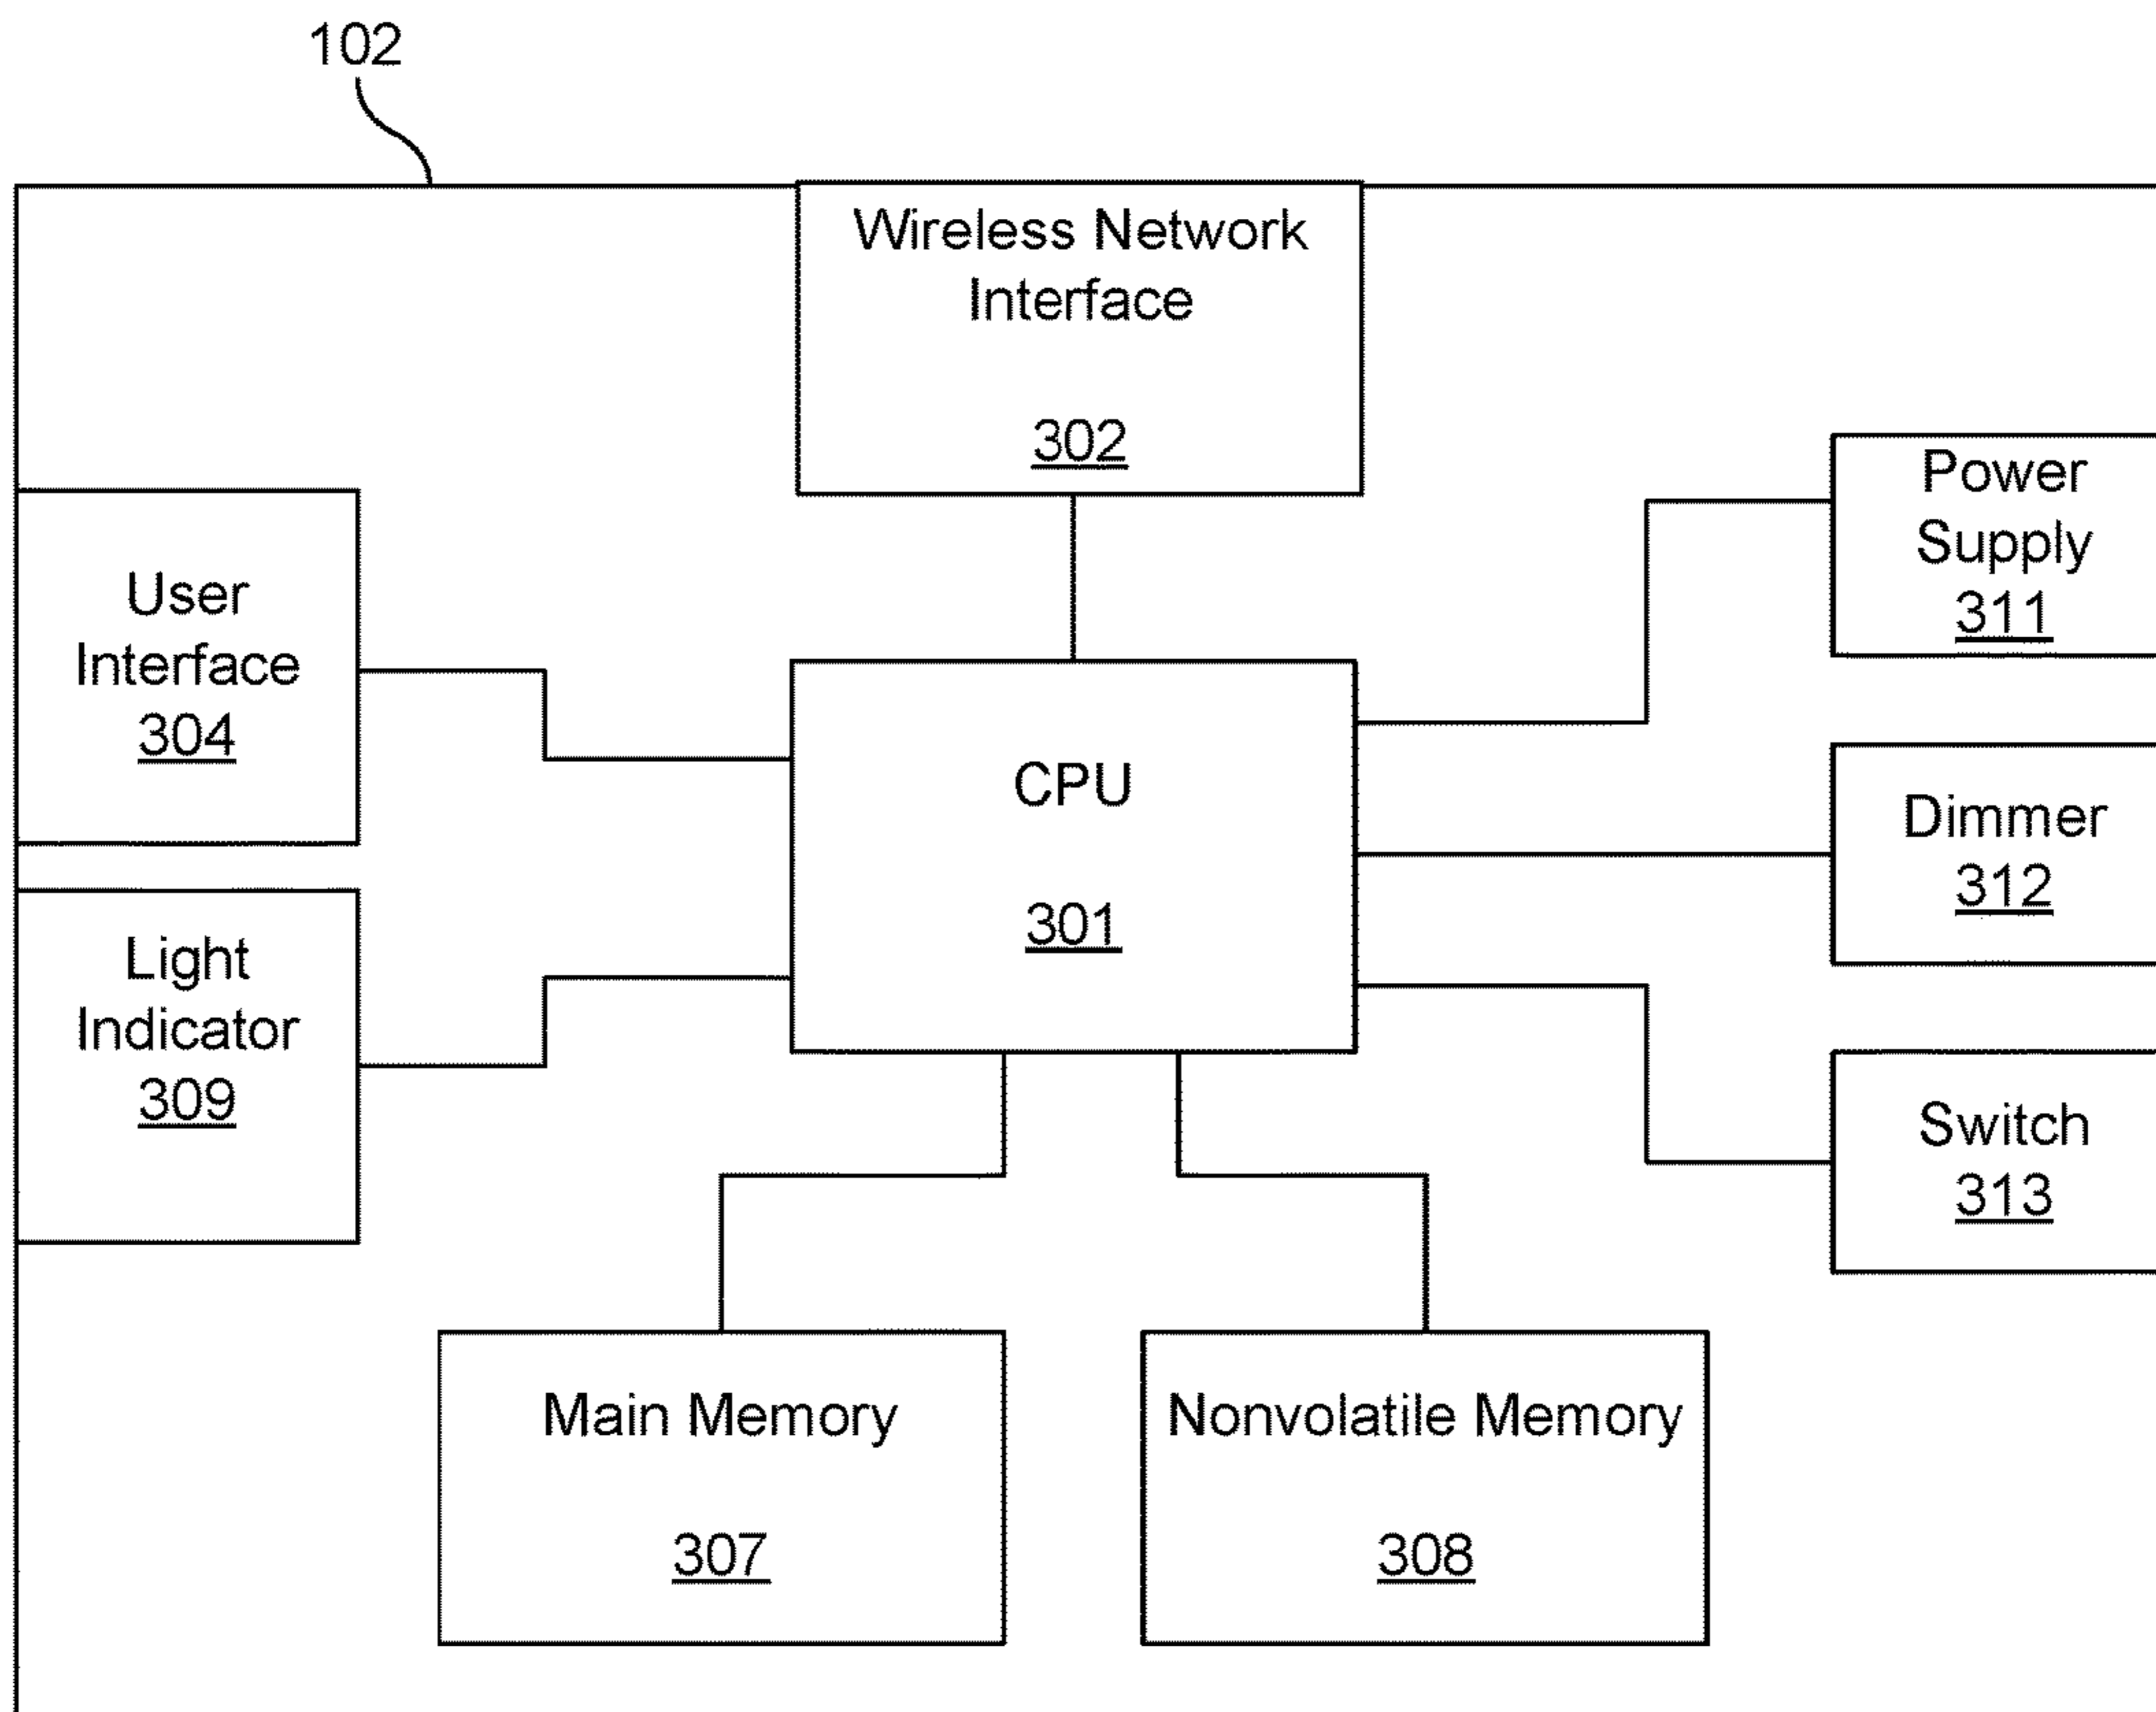 102
Wireless Network
Interface
302
User
Interface
304
Power
Supply
311
CPU
301
Dimmer
312
Light
Indicator
309
Switch
313
Main Memory
307
Nonvolatile Memory
308